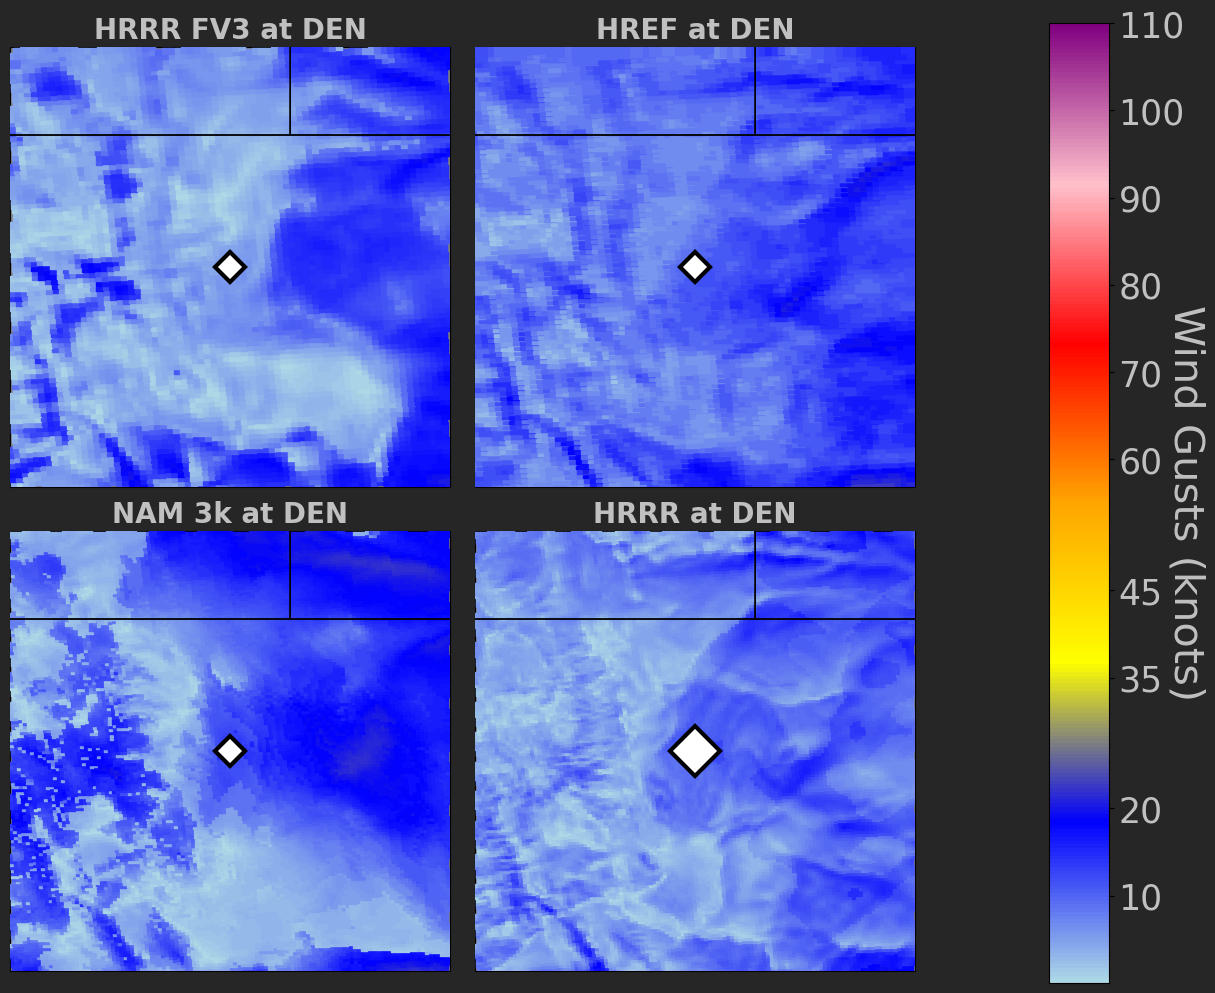 HRRR FV3 at DEN
HREF at DEN
NAM 3k at DEN
HRRR at DEN
110
100
90
80
70
60
45
35
20
10
Wind Gusts (knots)